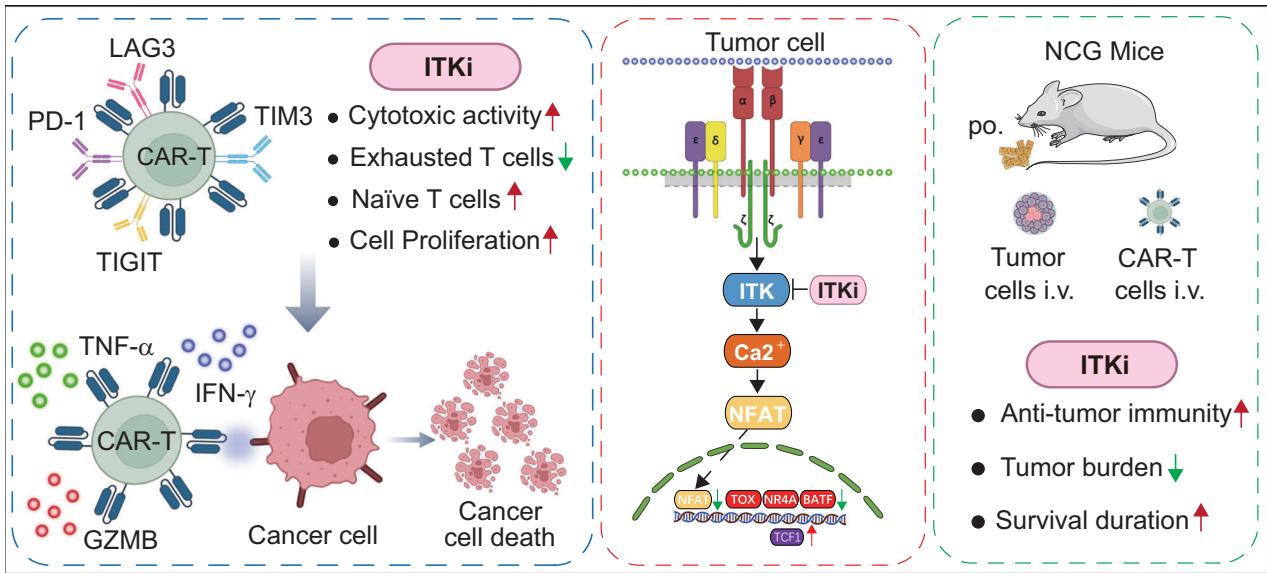 LAG3
PD-1
TIM3
CAR-T
TIGIT
ITKi
Cytotoxic activity
Exhausted T cells
Naïve T cells
Cell Proliferation
TNF-α
IFN-γ
CAR-T
GZMB
Cancer cell
Cancer
cell death
Tumor cell
α β
ε δ γ ε
ζ ζ
ITK
ITKi
Ca2+
NFAT
NFAT TOX NR4A BATF
TCF1
NCG Mice
po.
Tumor
cells i.v.
CAR-T
cells i.v.
ITKi
Anti-tumor immunity
Tumor burden
Survival duration